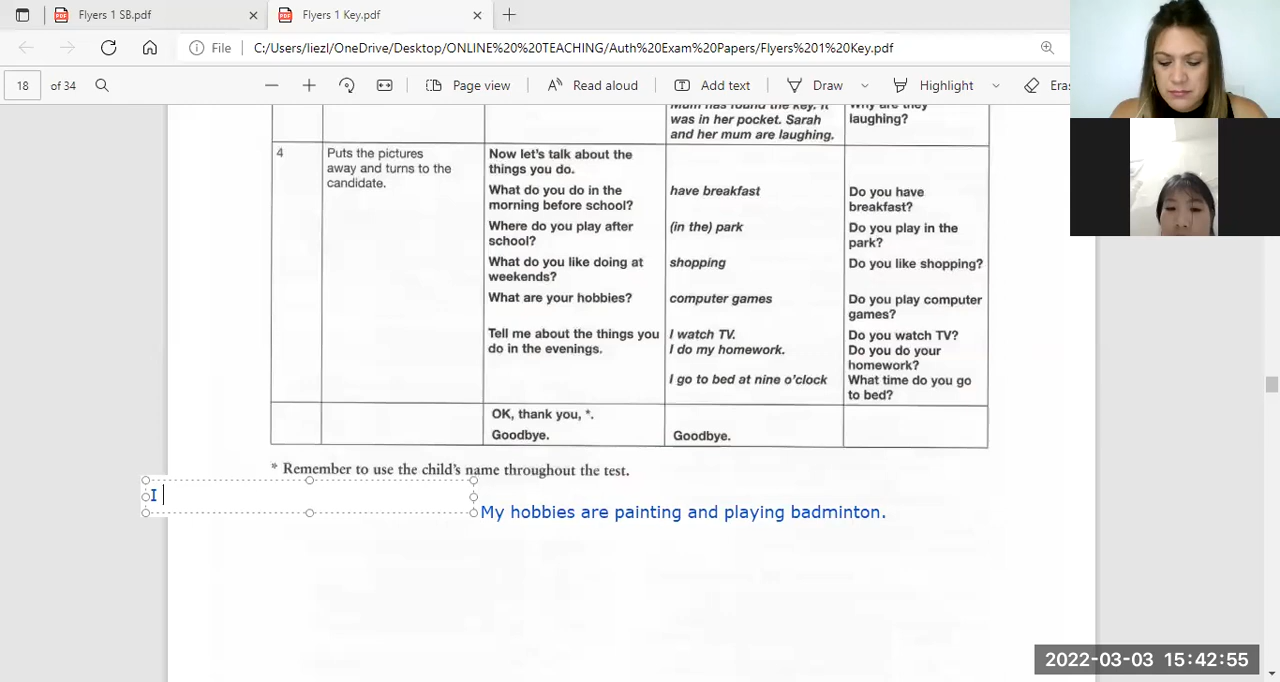 Flyers 1 SB.pdf
Flyers 1 Key.pdf
File
C:/Users/liezl/OneDrive/Desktop/ONLINE%20%20TEACHING/Auth%20Exam%20Papers/Flyers%201%20Key.pdf
18 of 34
Page view
Read aloud
Add text
Draw
Highlight
Eras
Mum has found the key, it
was in her pocket. Sarah
and her mum are laughing.
Why are they
laughing?
4
Puts the pictures
away and turns to the
candidate.
Now let's talk about the
things you do.
What do you do in the
morning before school?
have breakfast
Do you have
breakfast?
Where do you play after
school?
(in the) park
Do you play in the
park?
What do you like doing at
weekends?
shopping
Do you like shopping?
What are your hobbies?
computer games
Do you play computer
games?
Tell me about the things you
do in the evenings.
I watch TV.
I do my homework.
I go to bed at nine o'clock
Do you watch TV?
Do you do your
homework?
What time do you go
to bed?
OK, thank you, *.
Goodbye.
Goodbye.
* Remember to use the child's name throughout the test.
I
My hobbies are painting and playing badminton.
2022-03-03 15:42:55